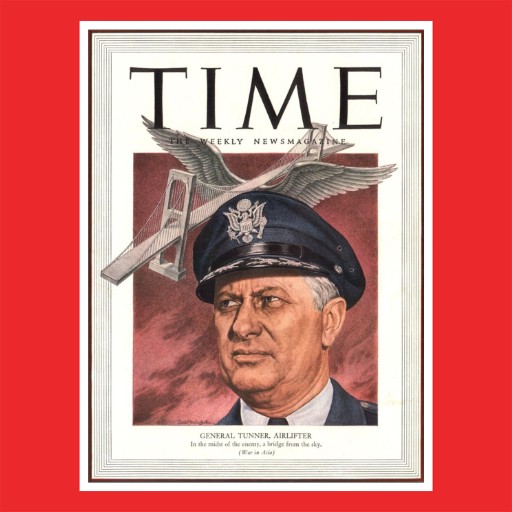 TIME
THE WEEKLY NEWSMAGAZINE
GENERAL TUNNER, AIRLIFTER
In the midst of the enemy, a bridge from the sky.
(War in Asia)